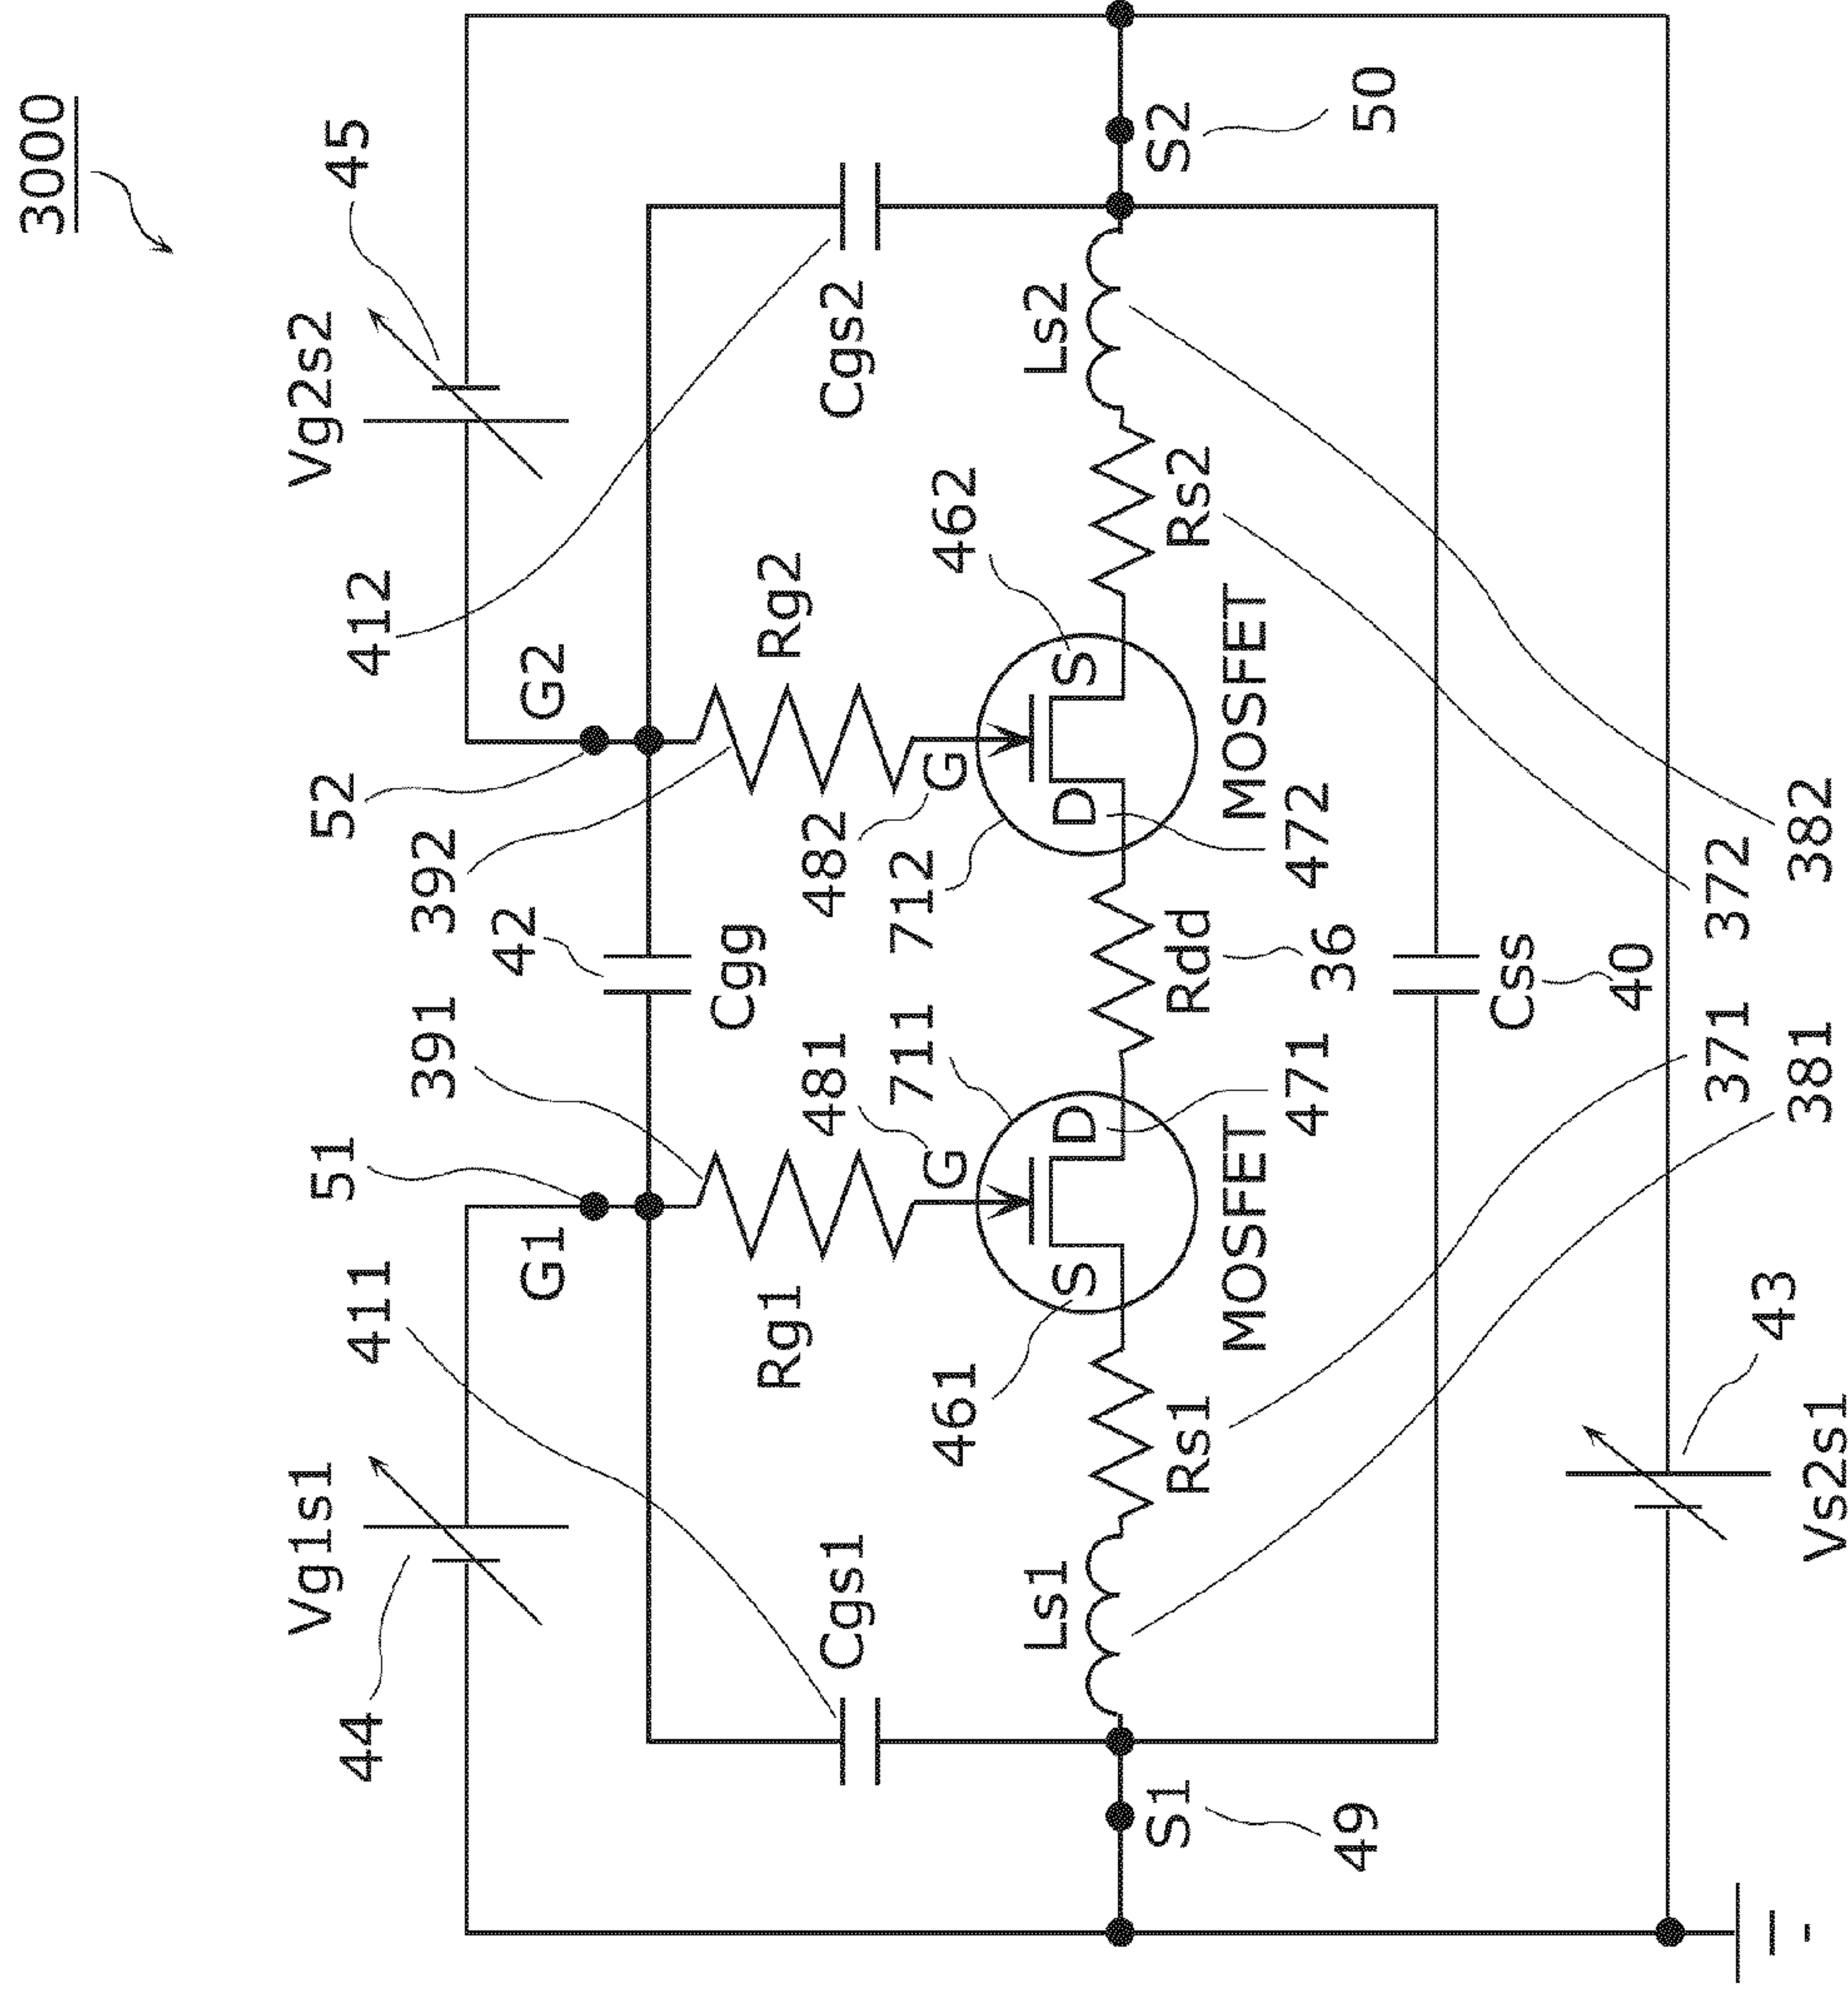 3000
Vg1s1
Vg2s2
44
45
411
51
52
412
G1
G2
391
42
392
Rg1
Cgg
Rg2
Cgs1
Cgs2
481
G
482
G
711
712
461
462
Ls1
Ls2
S
D
D
S
S1
Rs1
Rdd
Rs2
S2
MOSFET
MOSFET
49
471
36
472
50
Css
40
371
372
43
381
382
Vs2s1